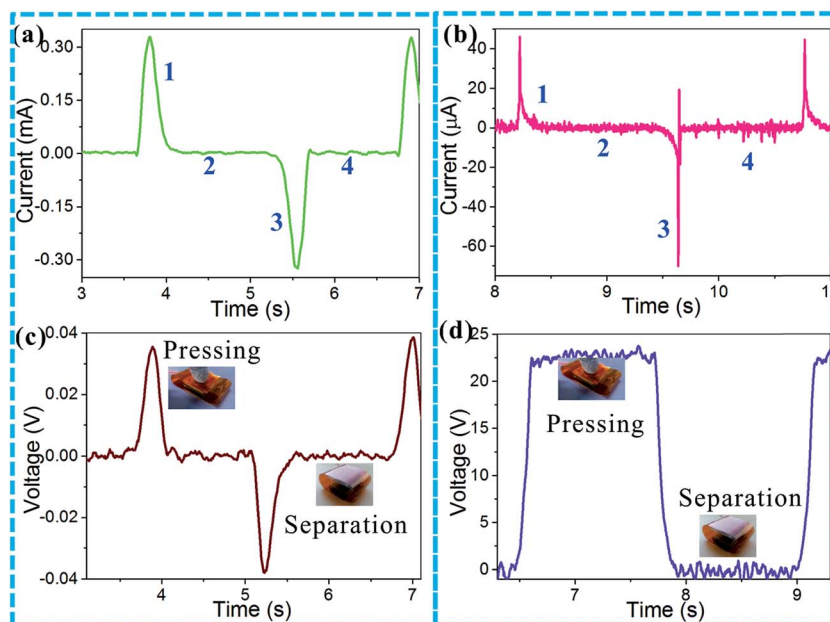 (a)
0.30
0.15
0.00
-0.15
-0.30
Current (mA)
1
2
3
4
3 4 5 6 7
Time (s)
(b)
60
40
20
0
-20
-40
-60
Current (μA)
1
2
3
4
8 9 10 11
Time (s)
(c)
0.04
0.02
0.00
-0.02
-0.04
Voltage (V)
Pressing
Separation
4 5 6 7
Time (s)
(d)
25
20
15
10
5
0
Voltage (V)
Pressing
Separation
7 8 9
Time (s)